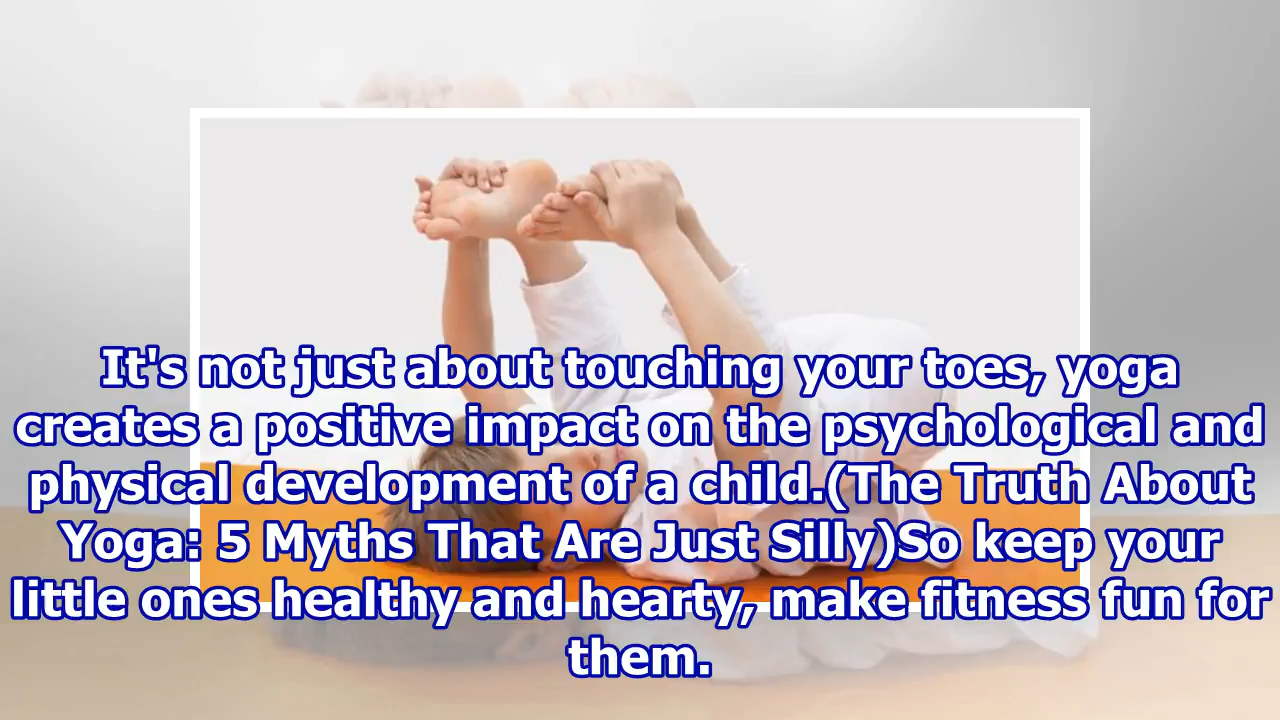 It's not just about touching your toes, yoga
creates a positive impact on the psychological and
physical development of a child.(The Truth About
Yoga: 5 Myths That Are Just Silly)So keep your
little ones healthy and hearty, make fitness fun for
them.